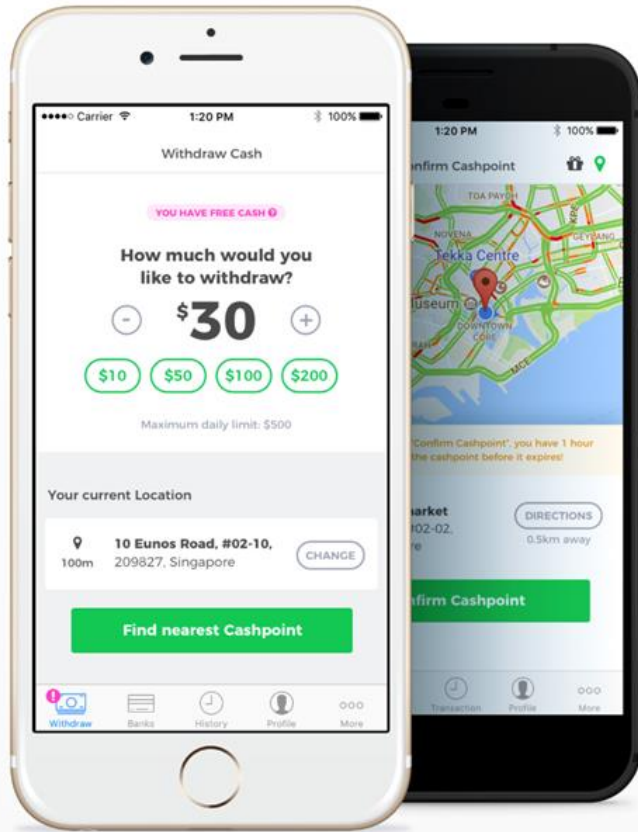 Carrier
1:20 PM
100%
Withdraw Cash
YOU HAVE FREE CASH
How much would you
like to withdraw?
-
$30
+
$10
$50
$100
$200
Maximum daily limit: $500
Your current Location
100m
10 Eunos Road, #02-10,
209827, Singapore
CHANGE
Find nearest Cashpoint
Withdraw
Banks
History
Profile
More
1:20 PM
100%
nfirm Cashpoint
TOA PAYOH
NOVENA
KPE
GEYLANG
Tekka Centre
useum
DOWNTOWN
CORE
MCE
"Confirm Cashpoint", you have 1 hour
the cashpoint before it expires!
arket
#02-02,
re
DIRECTIONS
0.5km away
nfirm Cashpoint
Transaction
Profile
More